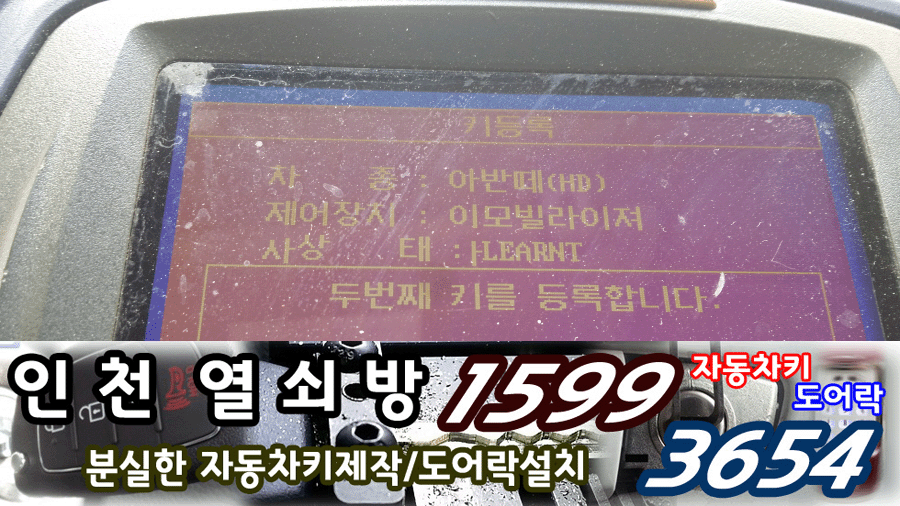 키등록
차 종 : 아반떼(HD)
제어장치 : 이모빌라이져
상 태 : LEARNT
두번째 키를 등록합니다.
인천 열쇠방 1599
자동차키
도어락
분실한 자동차키제작/도어락설치 3654